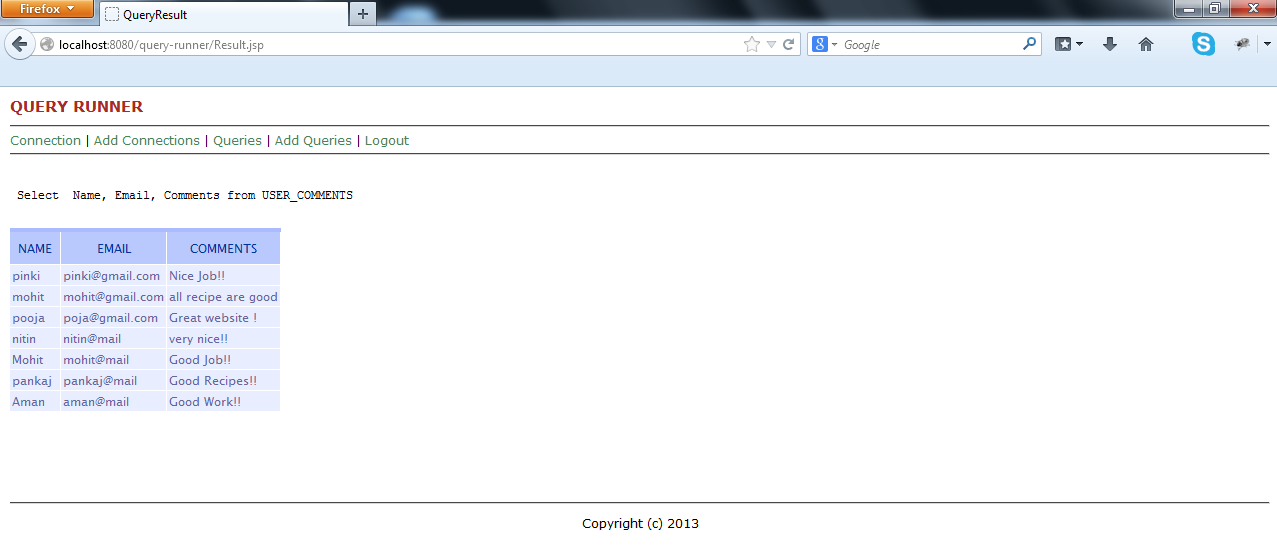 Firefox
QueryResult
localhost:8080/query-runner/Result.jsp
Google
QUERY RUNNER
Connection | Add Connections | Queries | Add Queries | Logout
Select  Name, Email, Comments from USER_COMMENTS
NAME EMAIL COMMENTS
pinki pinki@gmail.com Nice Job!!
mohit mohit@gmail.com all recipe are good
pooja poja@gmail.com Great website !
nitin nitin@mail very nice!!
Mohit mohit@mail Good Job!!
pankaj pankaj@mail Good Recipes!!
Aman aman@mail Good Work!!
Copyright (c) 2013